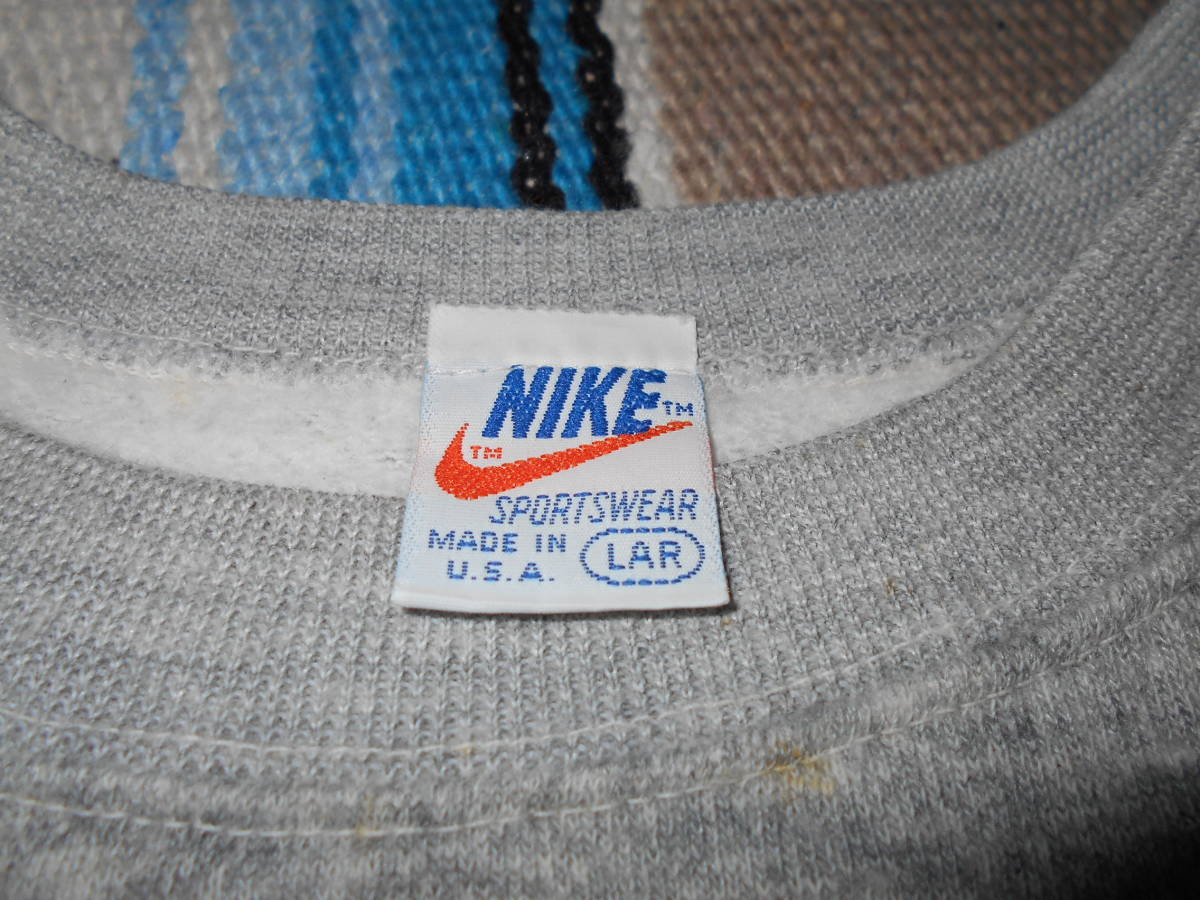 NIKE™
™
SPORTSWEAR
MADE IN
U.S.A.
LAR